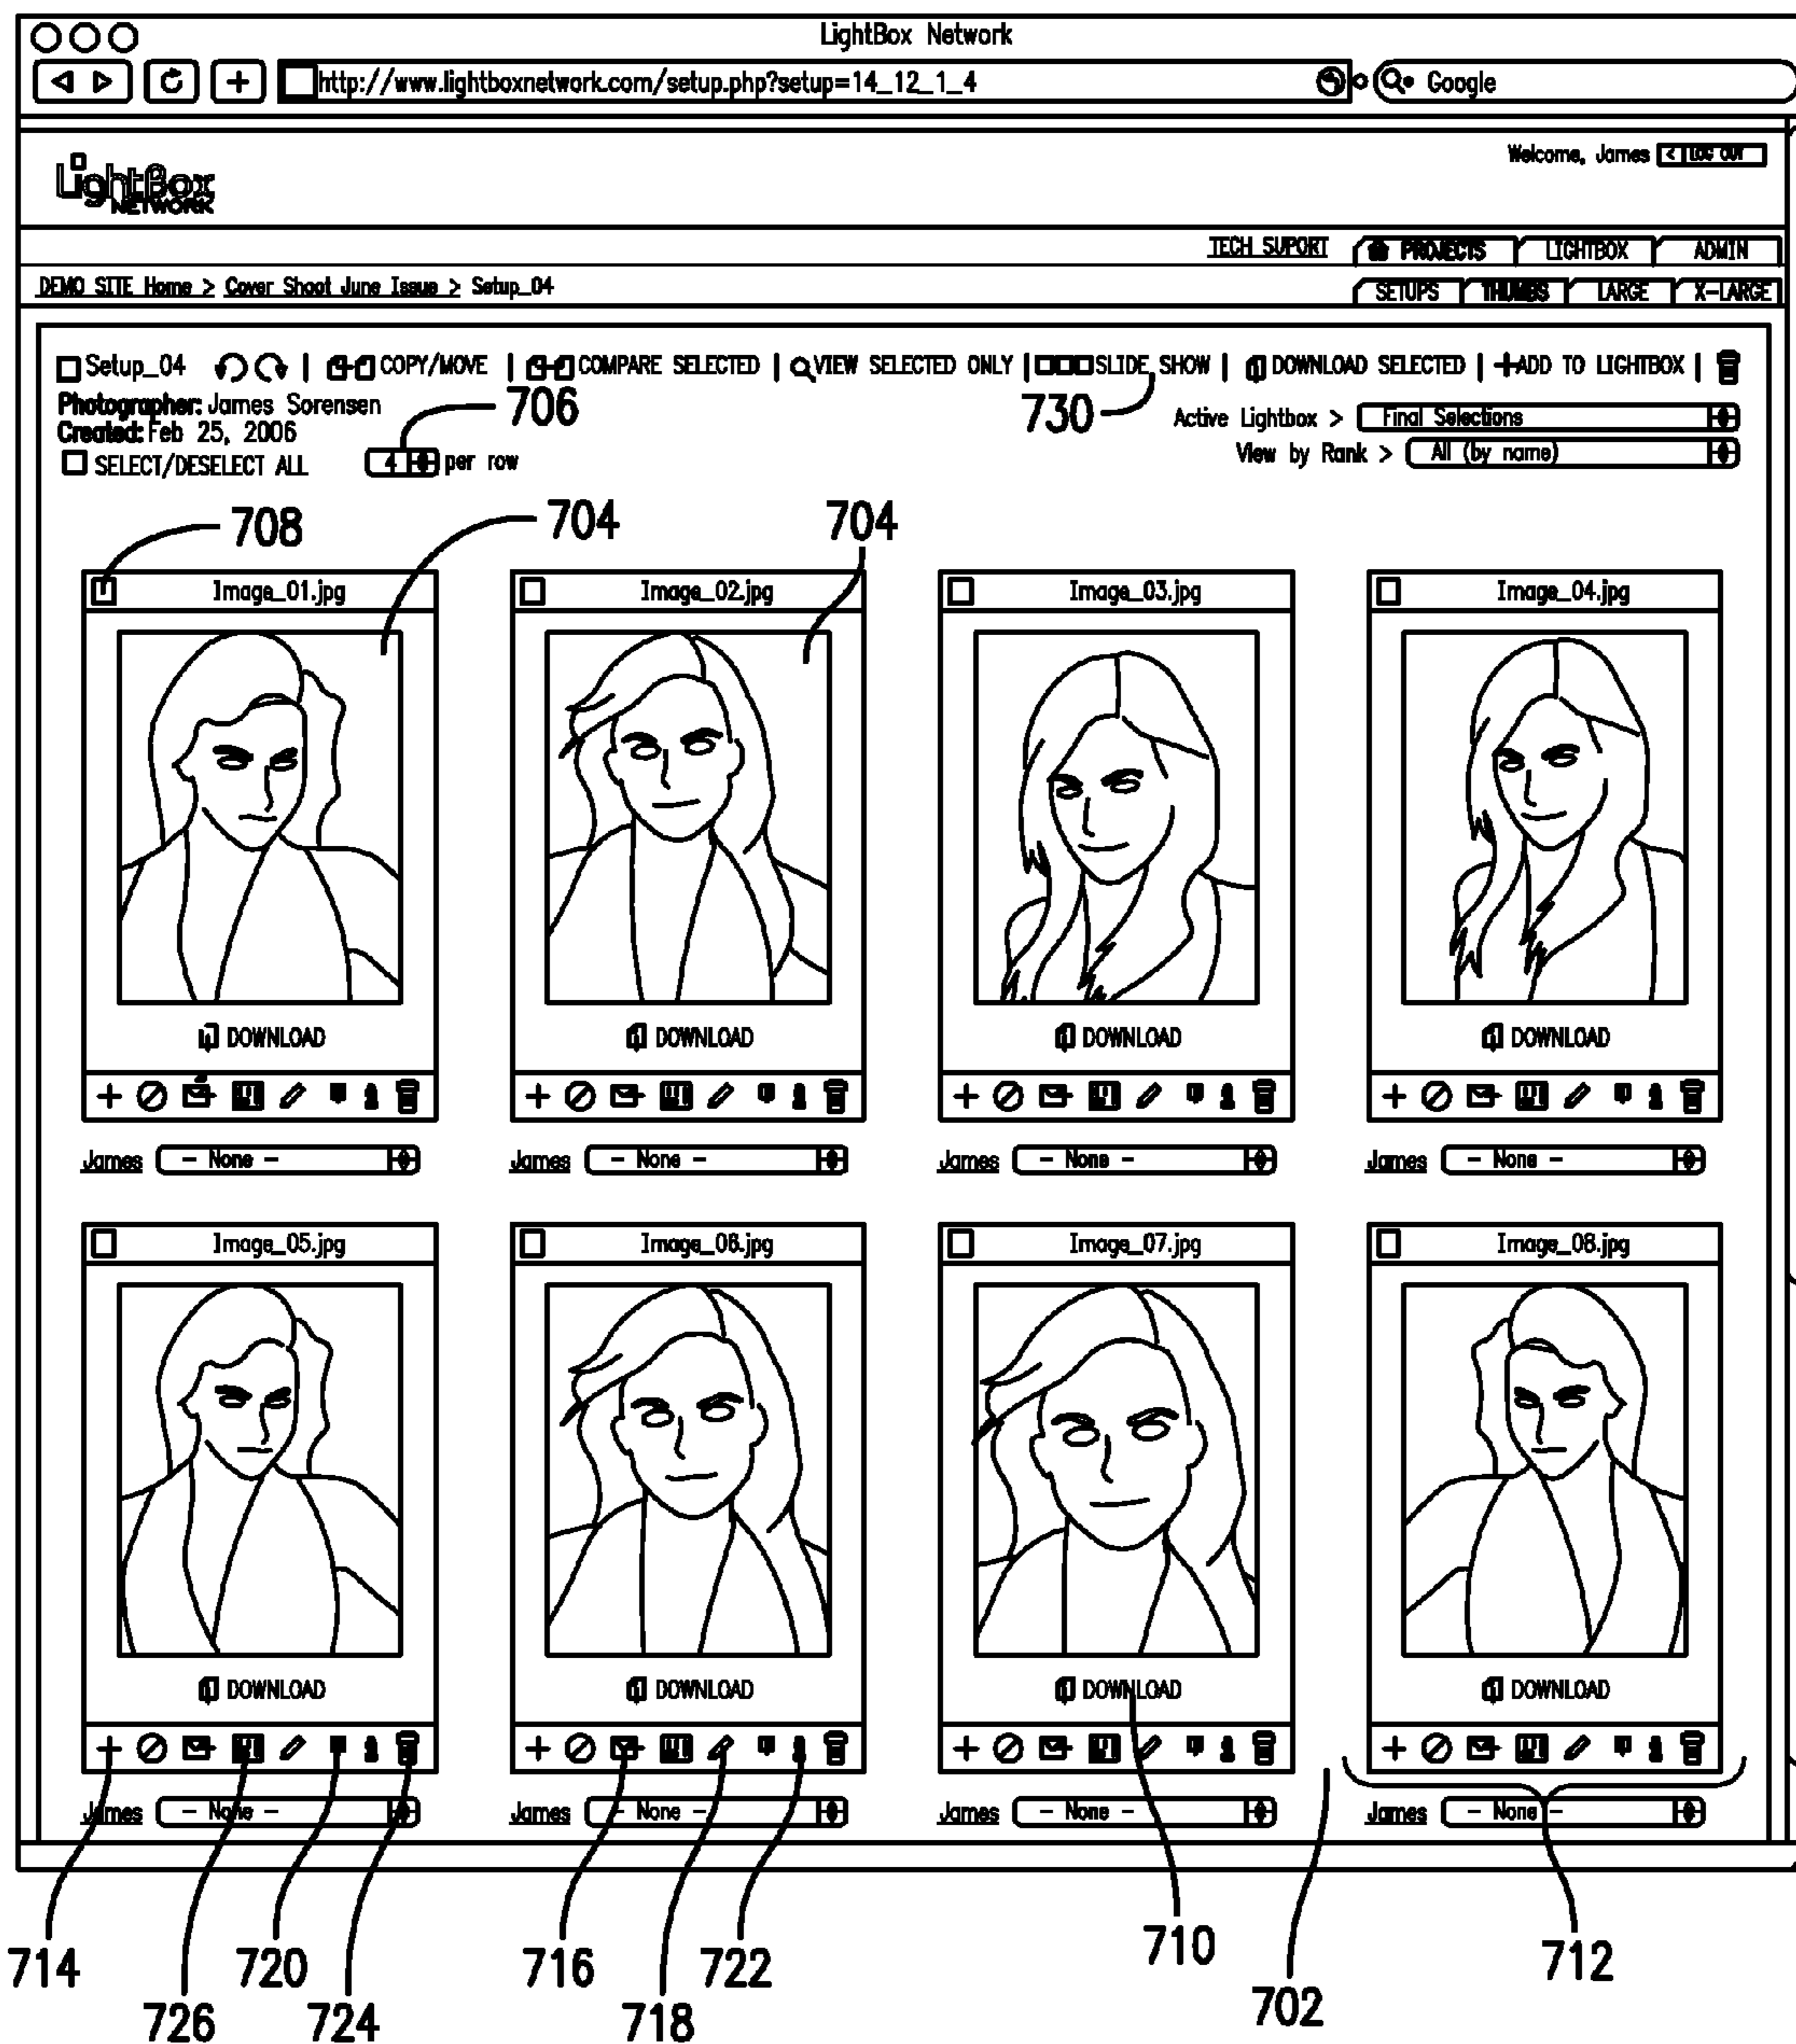 LightBox Network
http://www.lightboxnetwork.com/setup.php?setup=14_12_1_4 Google
Welcome, James < LOG OUT
LightBox
NETWORK
TECH SUPORT PROJECTS LIGHTBOX ADMIN
DEMO SITE Home > Cover Shoot June Issue > Setup_04 SETUPS THUMBS LARGE X-LARGE
Setup_04 | COPY/MOVE | COMPARE SELECTED | VIEW SELECTED ONLY | SLIDE SHOW | DOWNLOAD SELECTED | +ADD TO LIGHTBOX |
Photographer: James Sorensen 706 730 Active Lightbox > Final Selections
Created: Feb 25, 2006
SELECT/DESELECT ALL 4 per row View by Rank > All (by name)
708 704 704
Image_01.jpg Image_02.jpg Image_03.jpg Image_04.jpg
DOWNLOAD DOWNLOAD DOWNLOAD DOWNLOAD
James - None - James - None - James - None - James - None -
Image_05.jpg Image_06.jpg Image_07.jpg Image_08.jpg
DOWNLOAD DOWNLOAD DOWNLOAD DOWNLOAD
James - None - James - None - James - None - James - None -
714 720 716 722 710 712
726 724 718 702